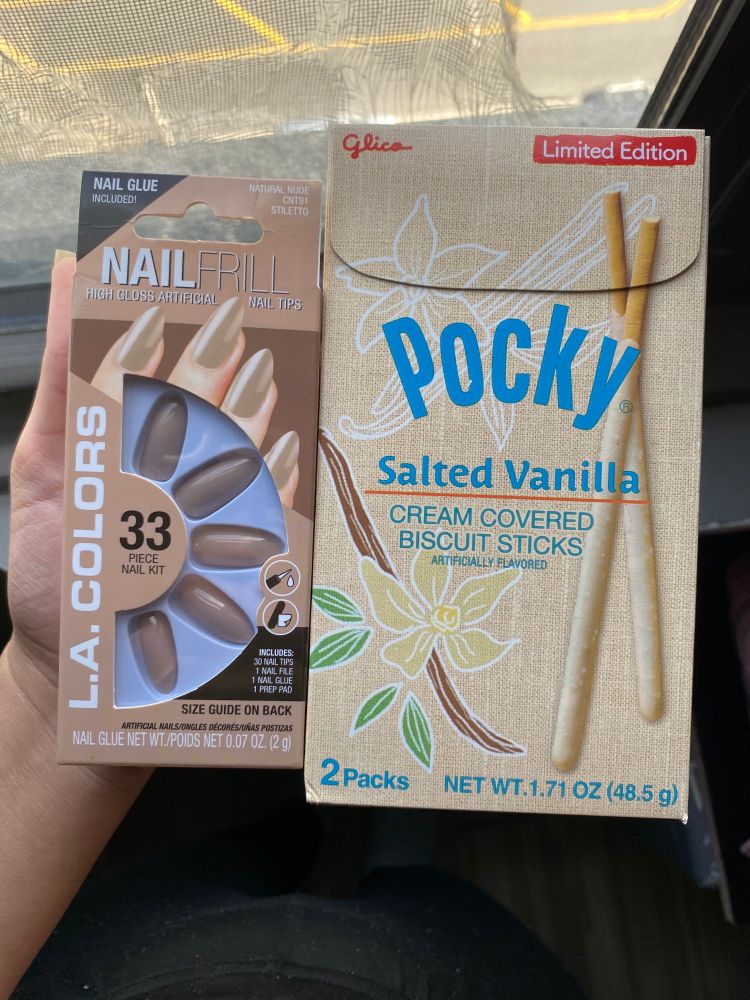 NAIL GLUE
INCLUDED!
NATURAL NUDE
CNT91
STILETTO
NAILFRILL
HIGH GLOSS ARTIFICIAL NAIL TIPS
L.A. COLORS
33
PIECE
NAIL KIT
INCLUDES:
30 NAIL TIPS
1 NAIL FILE
1 NAIL GLUE
1 PREP PAD
SIZE GUIDE ON BACK
ARTIFICIAL NAILS/ONGLES DÉCORÉS/UÑAS POSTIZAS
NAIL GLUE NET WT./POIDS NET 0.07 OZ. (2 g)
Glico
Limited Edition
Pocky®
Salted Vanilla
CREAM COVERED
BISCUIT STICKS
ARTIFICIALLY FLAVORED
2 Packs
NET WT. 1.71 OZ (48.5 g)